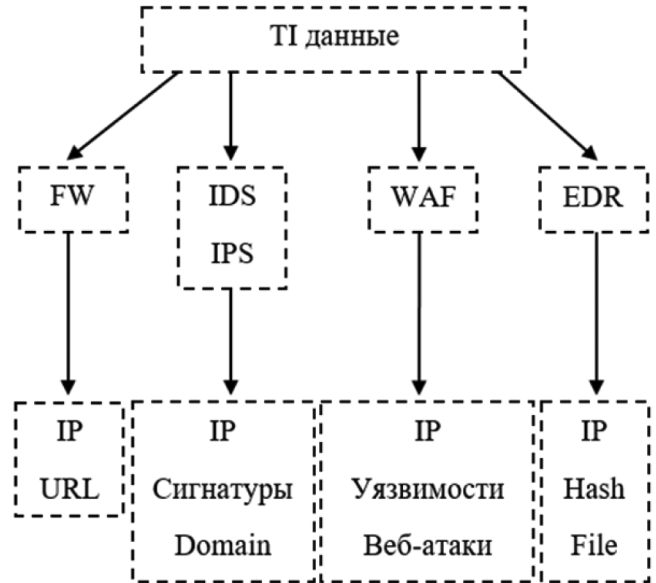 TI данные
FW
IDS
IPS
WAF
EDR
IP
URL
IP
Сигнатуры
Domain
IP
Уязвимости
Веб-атаки
IP
Hash
File